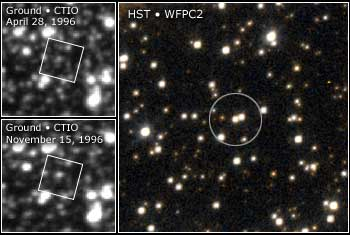 Ground • CTIO
April 28, 1996
HST • WFPC2
Ground • CTIO
November 15, 1996